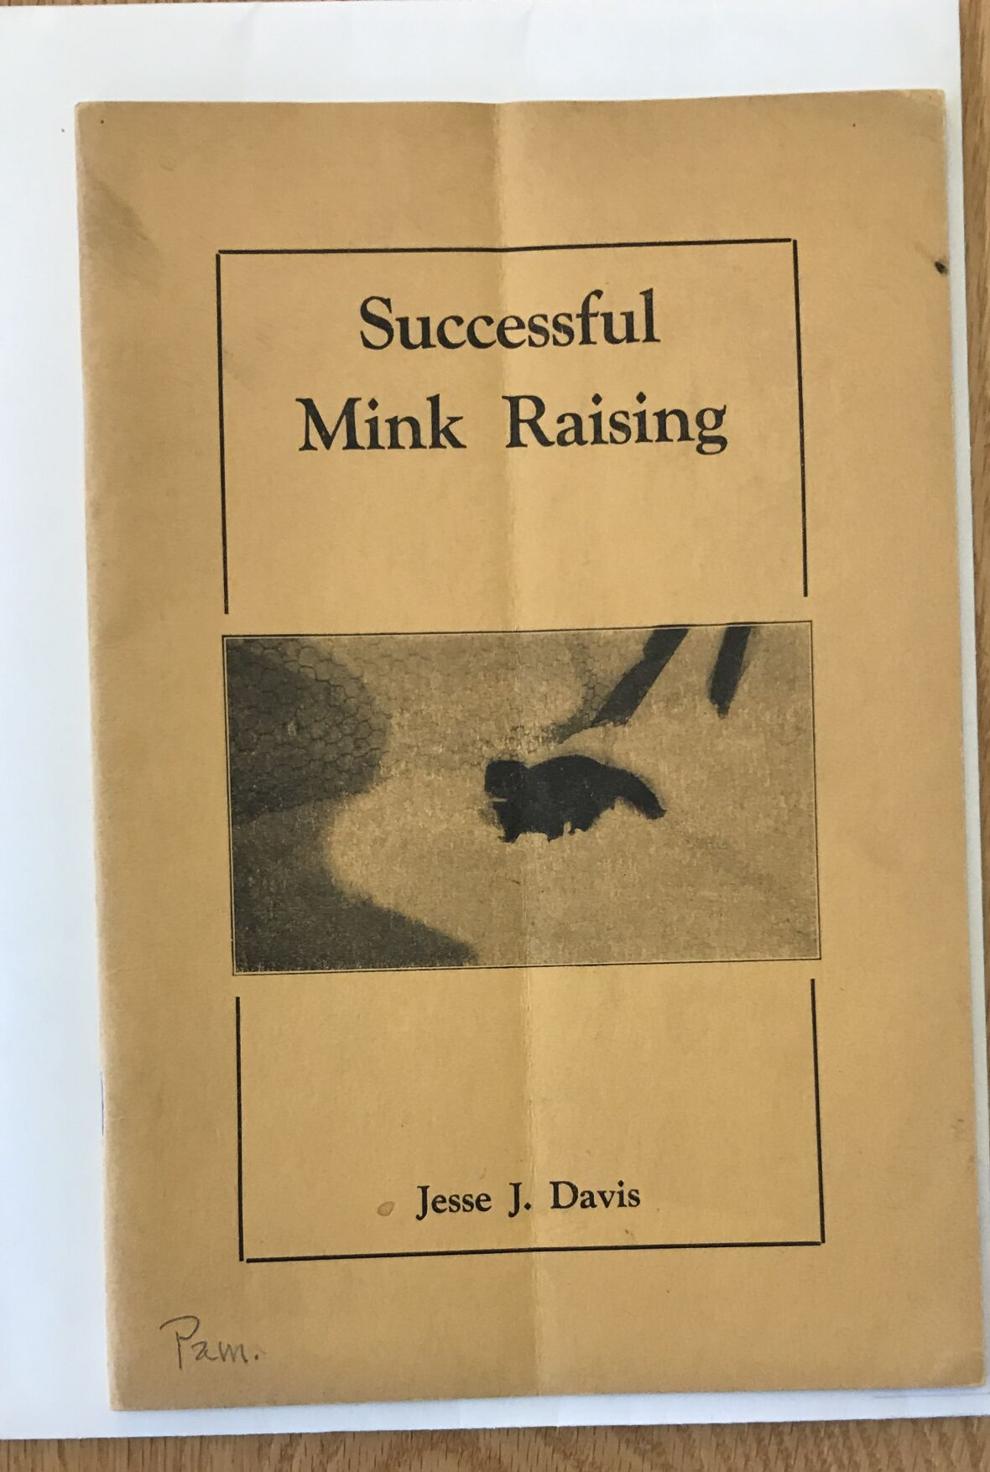 Successful
Mink Raising
Jesse J. Davis
Pam.